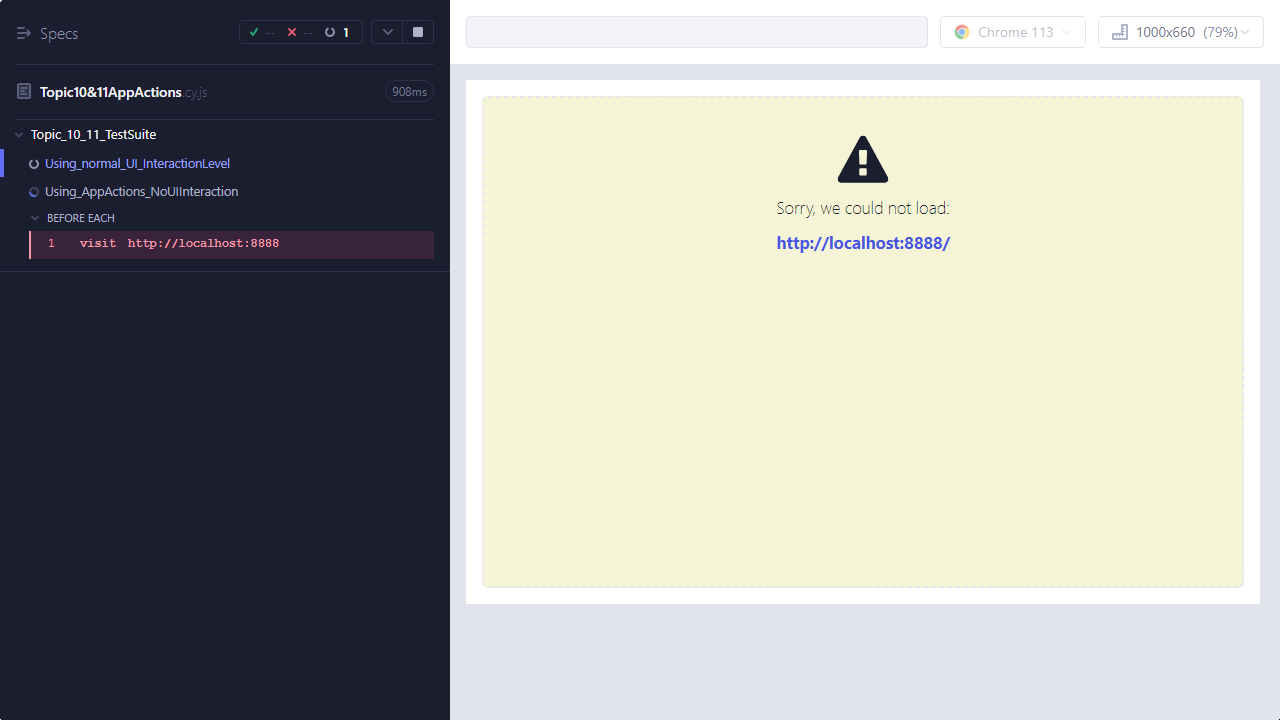 Specs
-- -- 1
Topic10&11AppActions.cy.js 908ms
Topic_10_11_TestSuite
Using_normal_UI_InteractionLevel
Using_AppActions_NoUIInteraction
BEFORE EACH
1 visit http://localhost:8888
Chrome 113
1000x660 (79%)
Sorry, we could not load:
http://localhost:8888/